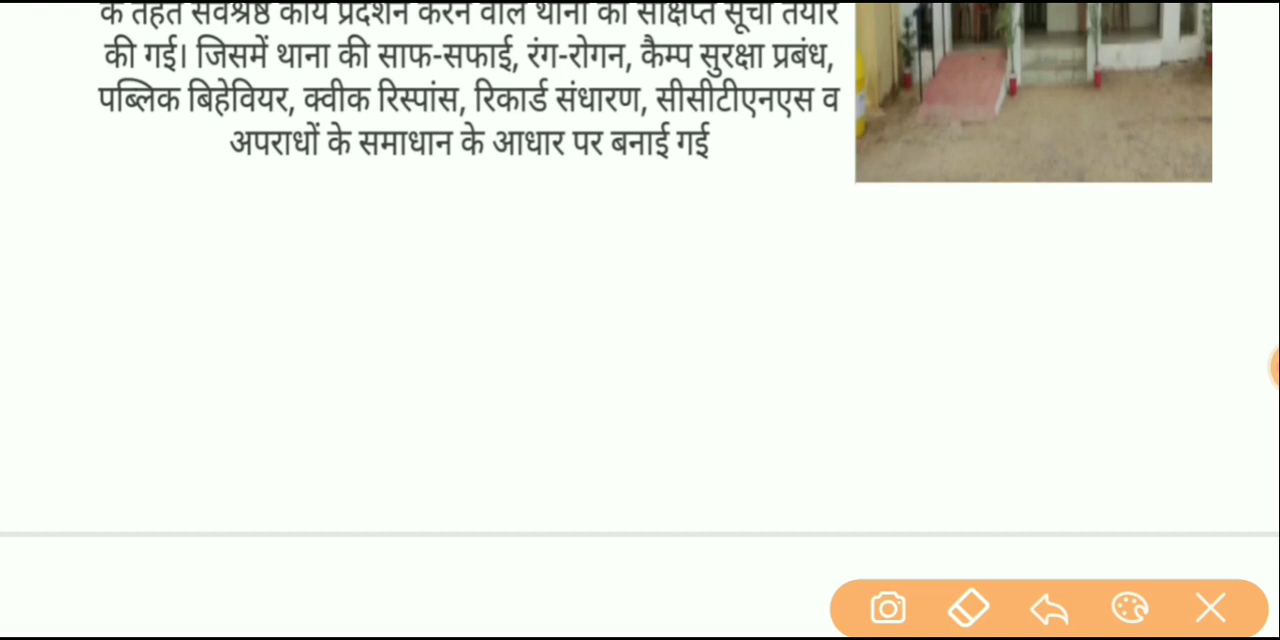 के तहत सर्वश्रेष्ठ कार्य प्रदर्शन करने वाले थानों की संक्षिप्त सूची तैयार
की गई। जिसमें थाना की साफ-सफाई, रंग-रोगन, कैम्प सुरक्षा प्रबंध,
पब्लिक बिहेवियर, क्वीक रिस्पांस, रिकार्ड संधारण, सीसीटीएनएस व
अपराधों के समाधान के आधार पर बनाई गई